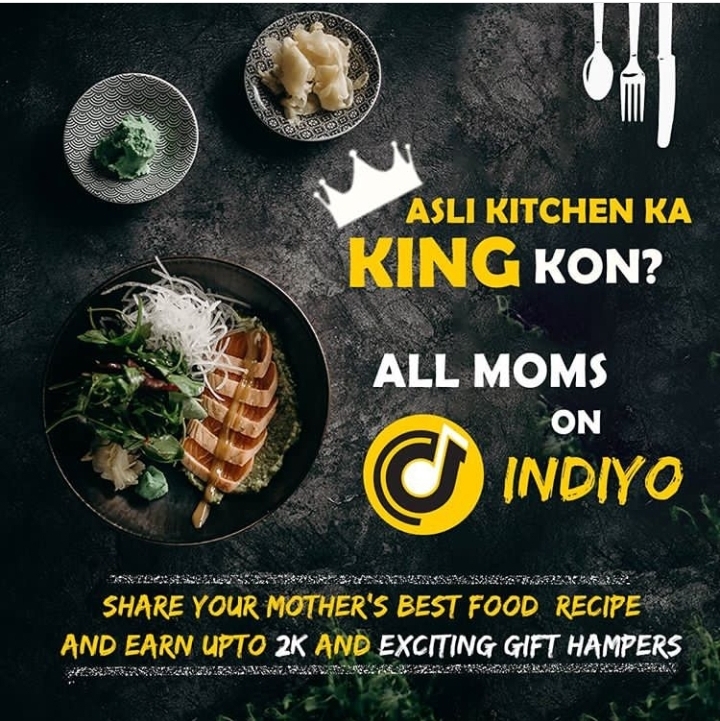 ASLI KITCHEN KA
KING KON?
ALL MOMS
ON
INDIYO
SHARE YOUR MOTHER'S BEST FOOD RECIPE
AND EARN UPTO 2K AND EXCITING GIFT HAMPERS